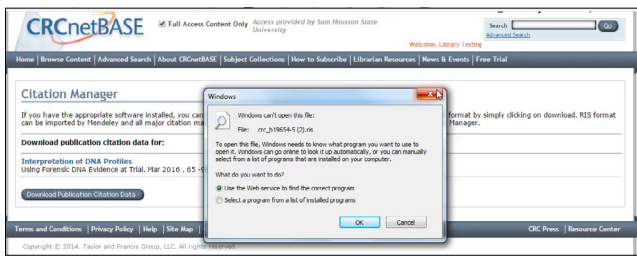 CRCnetBASE
Full Access Content Only Access provided by Sam Houston State University
Search
Go
Advanced Search
Welcome, Library Testing
Home | Browse Content | Advanced Search | About CRCnetBASE | Subject Collections | How to Subscribe | Librarian Resources | News & Events | Free Trial
Citation Manager
If you have the appropriate software installed, you can
format by simply clicking on download. RIS format
can be imported by Mendeley and all major citation ma
Manager.
Download publication citation data for:
Interpretation of DNA Profiles
Using Forensic DNA Evidence at Trial. Mar 2016 , 65 -9
Download Publication Citation Data
Windows
Windows can't open this file:
File: crc_b19654-5 (2).ris
To open this file, Windows needs to know what program you want to use to
open it. Windows can go online to look it up automatically, or you can manually
select from a list of programs that are installed on your computer.
What do you want to do?
Use the Web service to find the correct program
Select a program from a list of installed programs
OK
Cancel
Terms and Conditions | Privacy Policy | Help | Site Map |
CRC Press | Resource Center
Copyright © 2014, Taylor and Francis Group, LLC. All rights reserved.